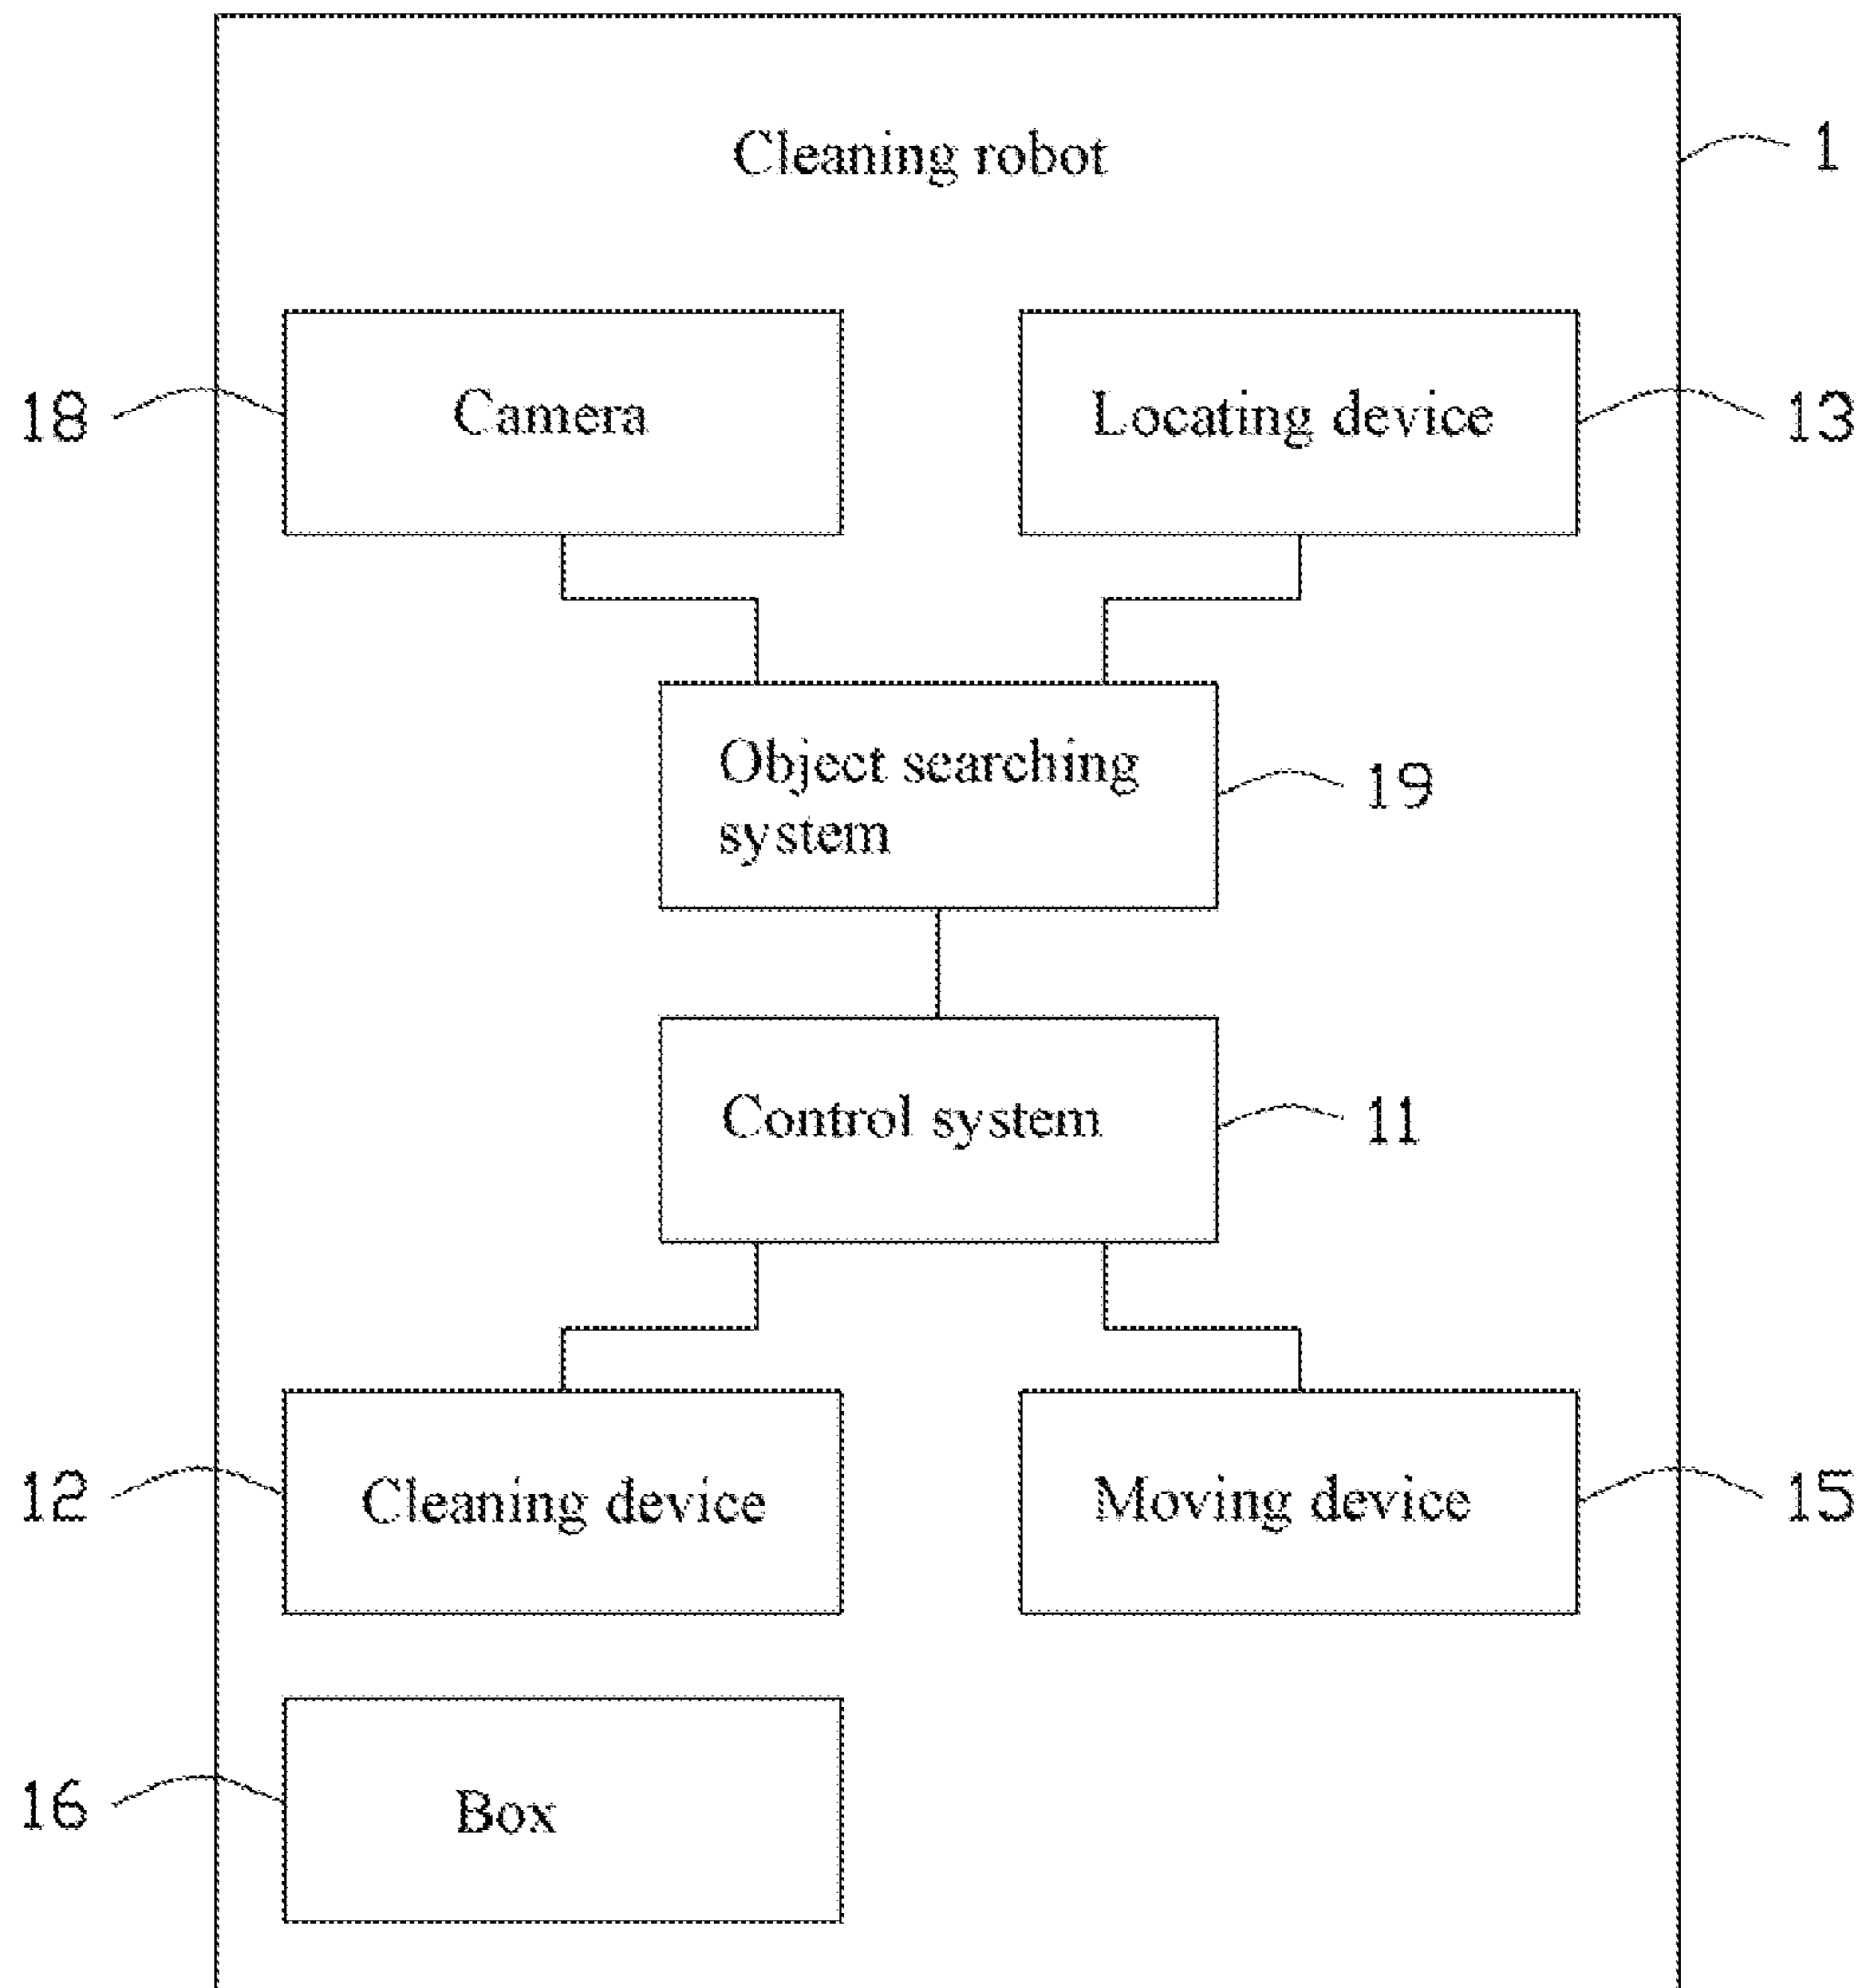 Cleaning robot
1
18
Camera
Locating device
13
Object searching
system
19
Control system
11
12
Cleaning device
Moving device
15
16
Box